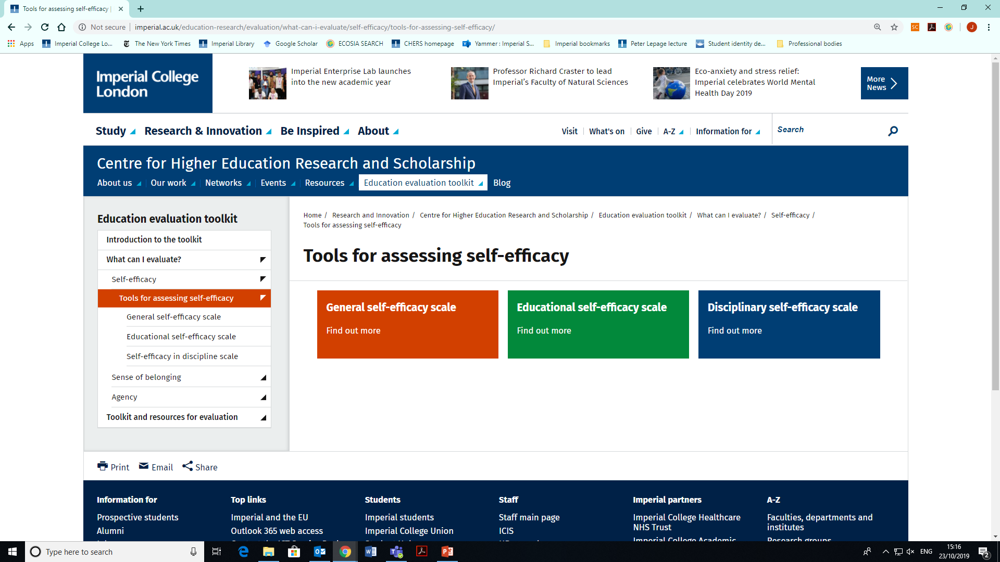 Tools for assessing self-efficacy |
Not secure
imperial.ac.uk/education-research/evaluation/what-can-i-evaluate/self-efficacy/tools-for-assessing-self-efficacy/
SC
J
Apps
Imperial College Lo...
The New York Times
Imperial Library
Google Scholar
ECOSIA SEARCH
CHERS homepage
Yammer : Imperial S...
Imperial bookmarks
Peter Lepage lecture
Student identity de...
Professional bodies
Imperial College
London
Imperial Enterprise Lab launches
into the new academic year
Professor Richard Craster to lead
Imperial’s Faculty of Natural Sciences
Eco-anxiety and stress relief:
Imperial celebrates World Mental
Health Day 2019
More
News
Study
Research & Innovation
Be Inspired
About
Visit
What's on
Give
A-Z
Information for
Search
Centre for Higher Education Research and Scholarship
About us
Our work
Networks
Events
Resources
Education evaluation toolkit
Blog
Education evaluation toolkit
Introduction to the toolkit
What can I evaluate?
Self-efficacy
Tools for assessing self-efficacy
General self-efficacy scale
Educational self-efficacy scale
Self-efficacy in discipline scale
Sense of belonging
Agency
Toolkit and resources for evaluation
Home / Research and Innovation / Centre for Higher Education Research and Scholarship / Education evaluation toolkit / What can I evaluate? / Self-efficacy /
Tools for assessing self-efficacy
Tools for assessing self-efficacy
General self-efficacy scale
Find out more
Educational self-efficacy scale
Find out more
Disciplinary self-efficacy scale
Find out more
Print
Email
Share
Information for
Prospective students
Alumni
Top links
Imperial and the EU
Outlook 365 web access
Students
Imperial students
Imperial College Union
Staff
Staff main page
ICIS
Imperial partners
Imperial College Healthcare
NHS Trust
Imperial College Academic
A-Z
Faculties, departments and
institutes
Research groups
Type here to search
ENG
15:16
23/10/2019
2